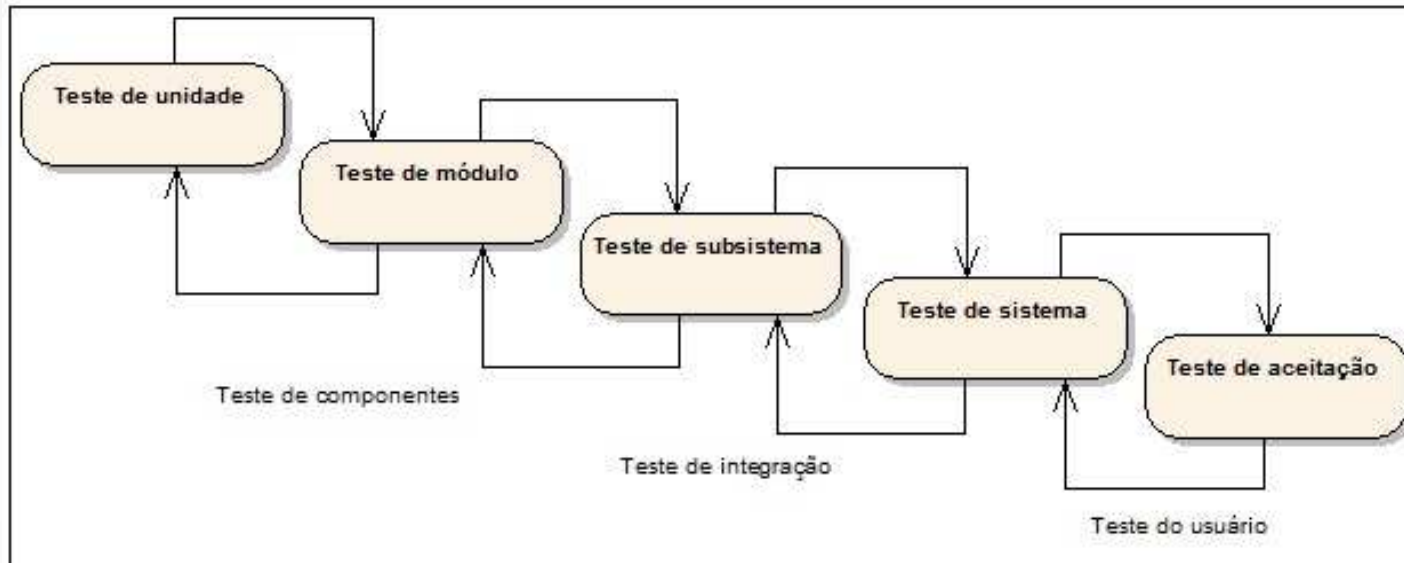 Teste de unidade
Teste de módulo
Teste de subsistema
Teste de sistema
Teste de aceitação
Teste de componentes
Teste de integração
Teste do usuário